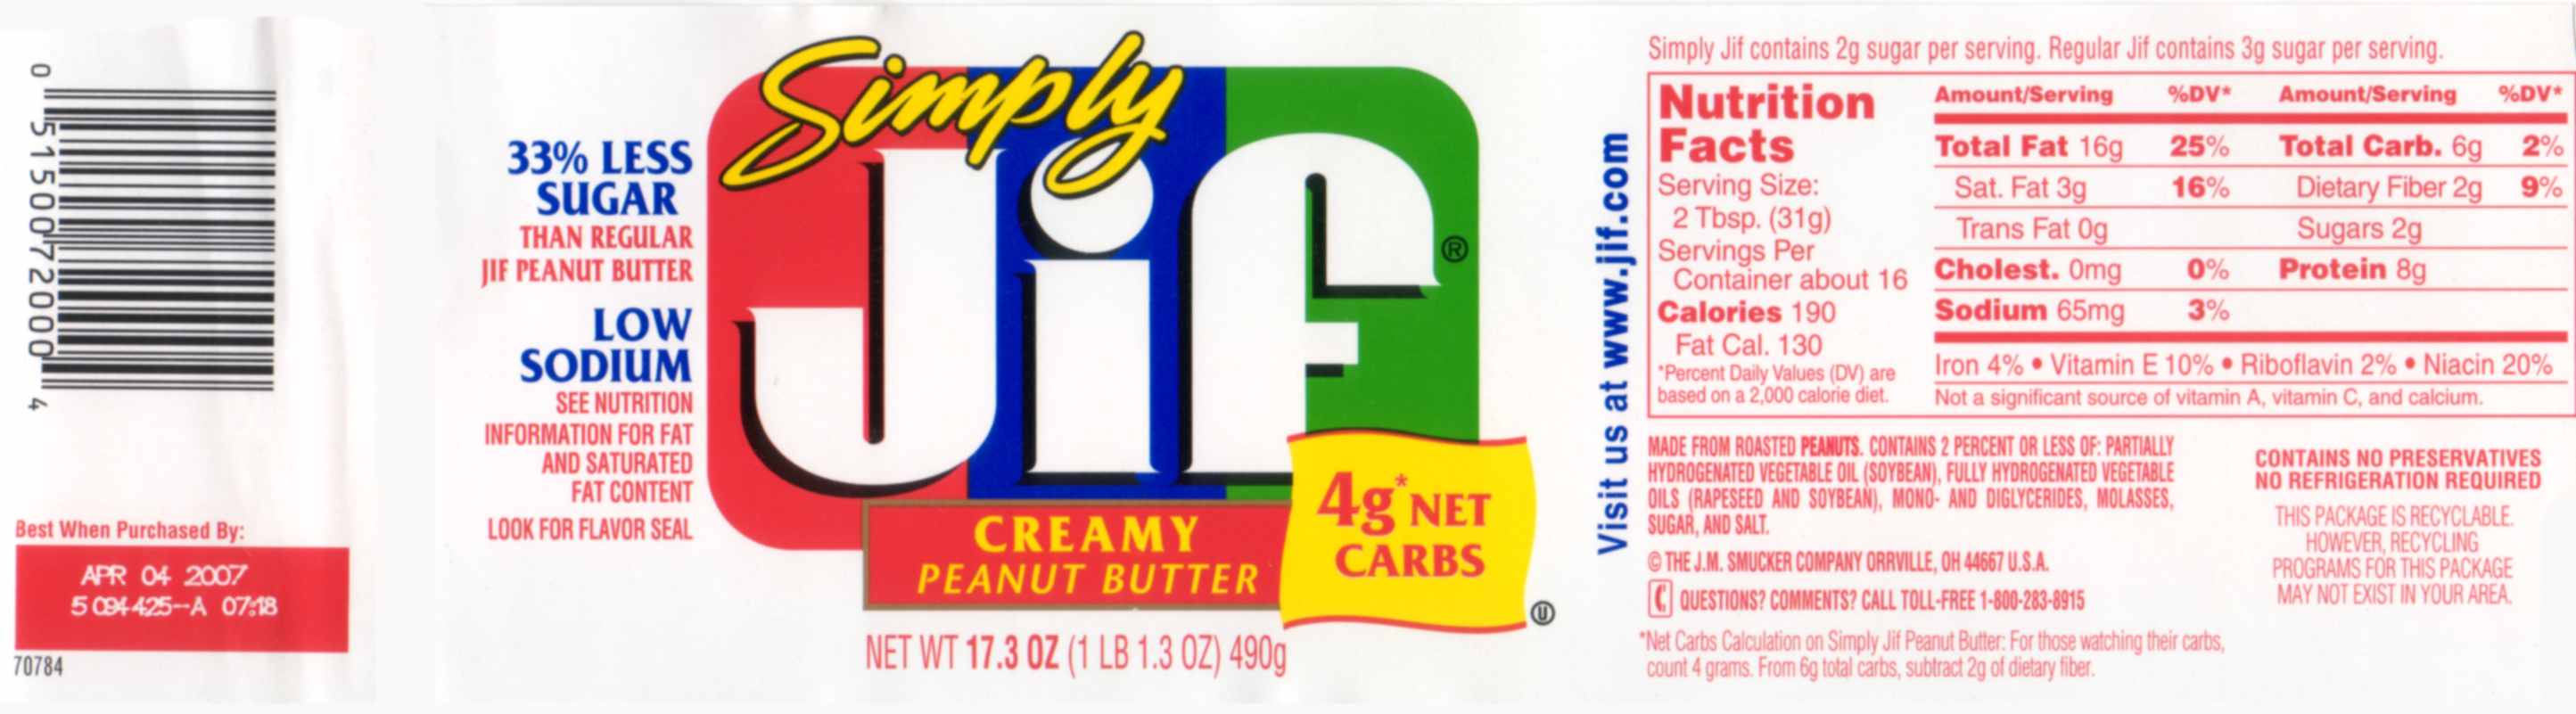 0 5150072000 4
Best When Purchased By:
APR 04 2007
5 094425-A 07:18
70784
33% LESS
SUGAR
THAN REGULAR
JIF PEANUT BUTTER
LOW
SODIUM
SEE NUTRITION
INFORMATION FOR FAT
AND SATURATED
FAT CONTENT
LOOK FOR FLAVOR SEAL
Simply
Jif®
CREAMY
PEANUT BUTTER
4g* NET
CARBS
NET WT 17.3 OZ (1 LB 1.3 OZ) 490g
U
Visit us at www.jif.com
Simply Jif contains 2g sugar per serving. Regular Jif contains 3g sugar per serving.
Nutrition
Facts
Serving Size:
2 Tbsp. (31g)
Servings Per
Container about 16
Calories 190
Fat Cal. 130
*Percent Daily Values (DV) are
based on a 2,000 calorie diet.
Amount/Serving %DV* Amount/Serving %DV*
Total Fat 16g 25% Total Carb. 6g 2%
Sat. Fat 3g 16% Dietary Fiber 2g 9%
Trans Fat 0g Sugars 2g
Cholest. 0mg 0% Protein 8g
Sodium 65mg 3%
Iron 4% • Vitamin E 10% • Riboflavin 2% • Niacin 20%
Not a significant source of vitamin A, vitamin C, and calcium.
MADE FROM ROASTED PEANUTS. CONTAINS 2 PERCENT OR LESS OF: PARTIALLY
HYDROGENATED VEGETABLE OIL (SOYBEAN), FULLY HYDROGENATED VEGETABLE
OILS (RAPESEED AND SOYBEAN), MONO- AND DIGLYCERIDES, MOLASSES,
SUGAR, AND SALT.
© THE J.M. SMUCKER COMPANY ORRVILLE, OH 44667 U.S.A.
QUESTIONS? COMMENTS? CALL TOLL-FREE 1-800-283-8915
*Net Carbs Calculation on Simply Jif Peanut Butter: For those watching their carbs,
count 4 grams. From 6g total carbs, subtract 2g of dietary fiber.
CONTAINS NO PRESERVATIVES
NO REFRIGERATION REQUIRED
THIS PACKAGE IS RECYCLABLE.
HOWEVER, RECYCLING
PROGRAMS FOR THIS PACKAGE
MAY NOT EXIST IN YOUR AREA.